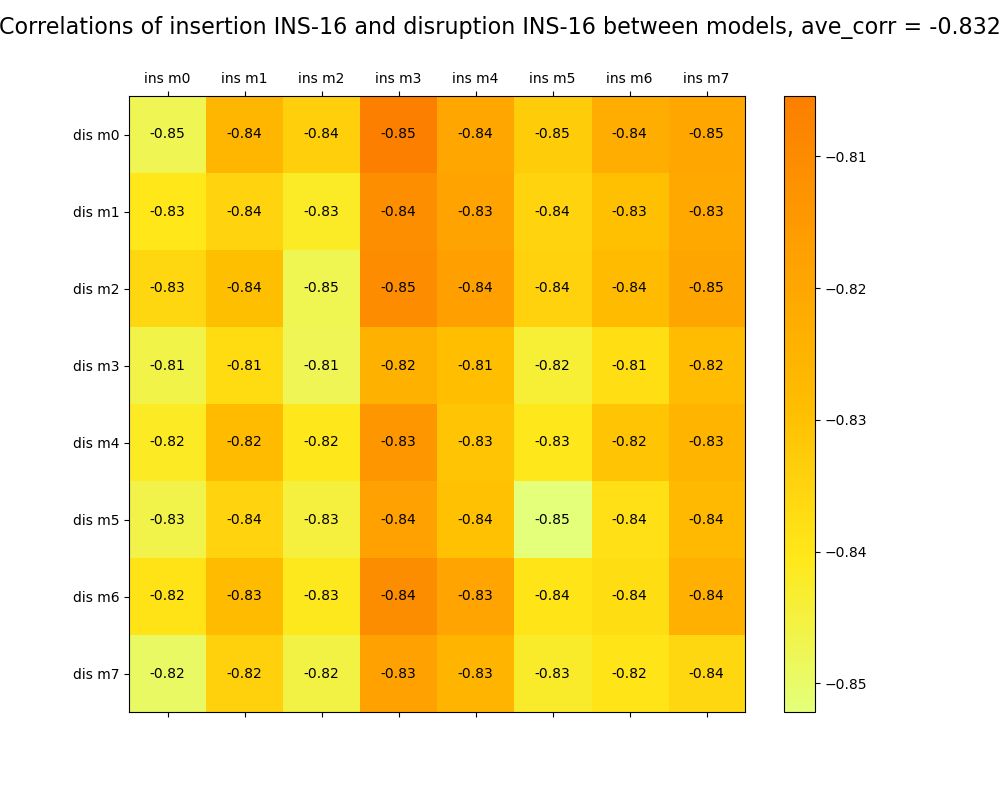 Correlations of insertion INS-16 and disruption INS-16 between models, ave_corr = -0.832
ins m0 ins m1 ins m2 ins m3 ins m4 ins m5 ins m6 ins m7
dis m0 -0.85 -0.84 -0.84 -0.85 -0.84 -0.85 -0.84 -0.85
dis m1 -0.83 -0.84 -0.83 -0.84 -0.83 -0.84 -0.83 -0.83
dis m2 -0.83 -0.84 -0.85 -0.85 -0.84 -0.84 -0.84 -0.85
dis m3 -0.81 -0.81 -0.81 -0.82 -0.81 -0.82 -0.81 -0.82
dis m4 -0.82 -0.82 -0.82 -0.83 -0.83 -0.83 -0.82 -0.83
dis m5 -0.83 -0.84 -0.83 -0.84 -0.84 -0.85 -0.84 -0.84
dis m6 -0.82 -0.83 -0.83 -0.84 -0.83 -0.84 -0.84 -0.84
dis m7 -0.82 -0.82 -0.82 -0.83 -0.83 -0.83 -0.82 -0.84
−0.81
−0.82
−0.83
−0.84
−0.85